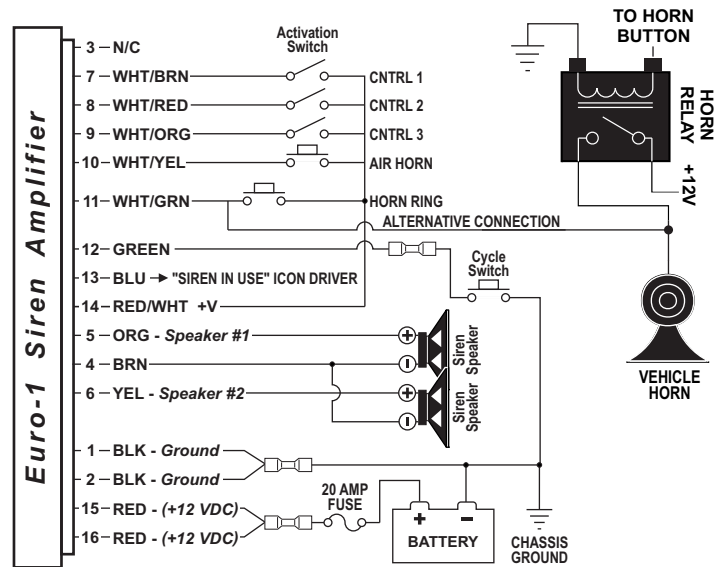 Euro-1 Siren Amplifier
3 – N/C
7 – WHT/BRN
8 – WHT/RED
9 – WHT/ORG
10 – WHT/YEL
11 – WHT/GRN
12 – GREEN
13 – BLU → "SIREN IN USE" ICON DRIVER
14 – RED/WHT +V
5 – ORG - Speaker #1
4 – BRN
6 – YEL - Speaker #2
1 – BLK - Ground
2 – BLK - Ground
15 – RED - (+12 VDC)
16 – RED - (+12 VDC)
Activation
Switch
CNTRL 1
CNTRL 2
CNTRL 3
AIR HORN
HORN RING
ALTERNATIVE CONNECTION
Cycle
Switch
+
−
Siren
Speaker
+
−
Siren
Speaker
20 AMP
FUSE
+ −
BATTERY
CHASSIS
GROUND
TO HORN
BUTTON
HORN
RELAY
+12V
VEHICLE
HORN